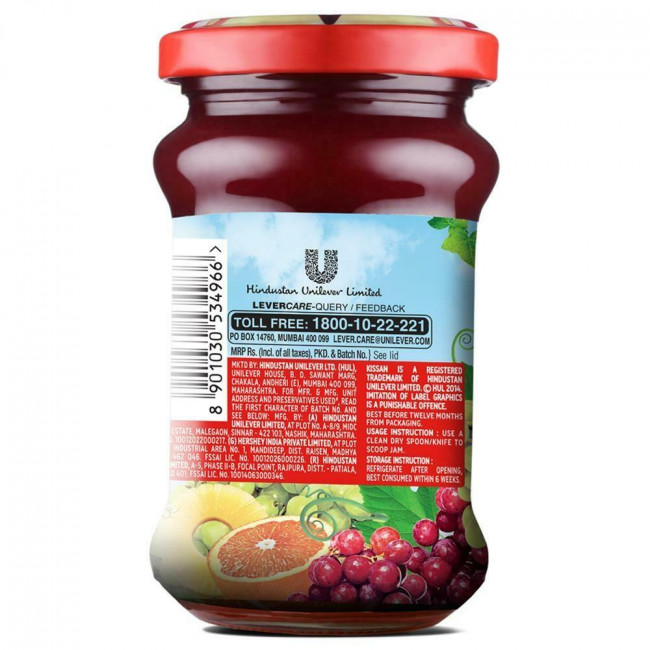 8 901030 534966 >
Hindustan Unilever Limited
LEVERCARE-QUERY / FEEDBACK
TOLL FREE: 1800-10-22-221
PO BOX 14760, MUMBAI 400 099 LEVER.CARE@UNILEVER.COM
MRP Rs. (Incl. of all taxes), PKD. & Batch No.} See lid
MKTD BY: HINDUSTAN UNILEVER LTD. (HUL),
UNILEVER HOUSE, B. D. SAWANT MARG,
CHAKALA, ANDHERI (E), MUMBAI 400 099,
MAHARASHTRA. FOR MFR. & MFG. UNIT
ADDRESS AND PRESERVATIVES USED*, READ
THE FIRST CHARACTER OF BATCH NO. AND
SEE BELOW: MFG. BY: (A) HINDUSTAN
UNILEVER LIMITED, AT PLOT NO. A-8/9, MIDC
ESTATE, MALEGAON, SINNAR - 422 103, NASHIK, MAHARASHTRA.
. 10012022000217. (G) HERSHEY INDIA PRIVATE LIMITED, AT PLOT
INDUSTRIAL AREA NO. 1, MANDIDEEP, DIST. RAISEN, MADHYA
462 046. FSSAI LIC. NO. 10012026000226. (R) HINDUSTAN
LIMITED, A-5, PHASE II-B, FOCAL POINT, RAJPURA, DISTT. - PATIALA,
401. FSSAI LIC. NO. 10014063000346.
KISSAN IS A REGISTERED
TRADEMARK OF HINDUSTAN
UNILEVER LIMITED. © HUL 2014.
IMITATION OF LABEL GRAPHICS
IS A PUNISHABLE OFFENCE.
BEST BEFORE TWELVE MONTHS
FROM PACKAGING.
USAGE INSTRUCTION : USE A
CLEAN DRY SPOON/KNIFE TO
SCOOP JAM.
STORAGE INSTRUCTION :
REFRIGERATE AFTER OPENING,
BEST CONSUMED WITHIN 6 WEEKS.